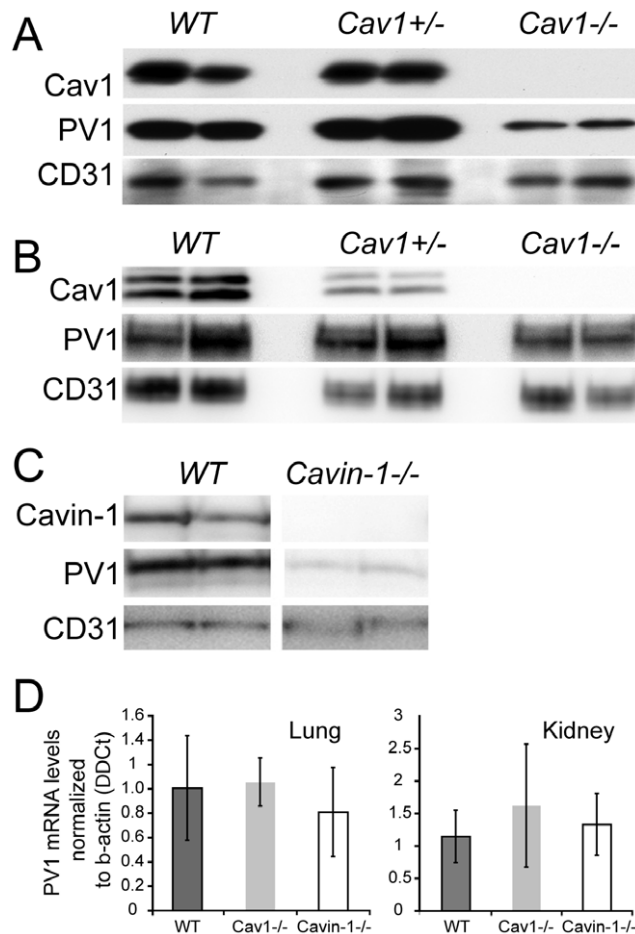 A
WT Cav1+/- Cav1-/-
Cav1
PV1
CD31
B
WT Cav1+/- Cav1-/-
Cav1
PV1
CD31
C
WT Cavin-1-/-
Cavin-1
PV1
CD31
D
PV1 mRNA levels
normalized
to b-actin (DDCt)
Lung
1.6
1.4
1.2
1
0.8
0.6
0.4
0.2
0
WT Cav1-/- Cavin-1-/-
Kidney
3
2.5
2
1.5
1
0.5
0
WT Cav1-/- Cavin-1-/-